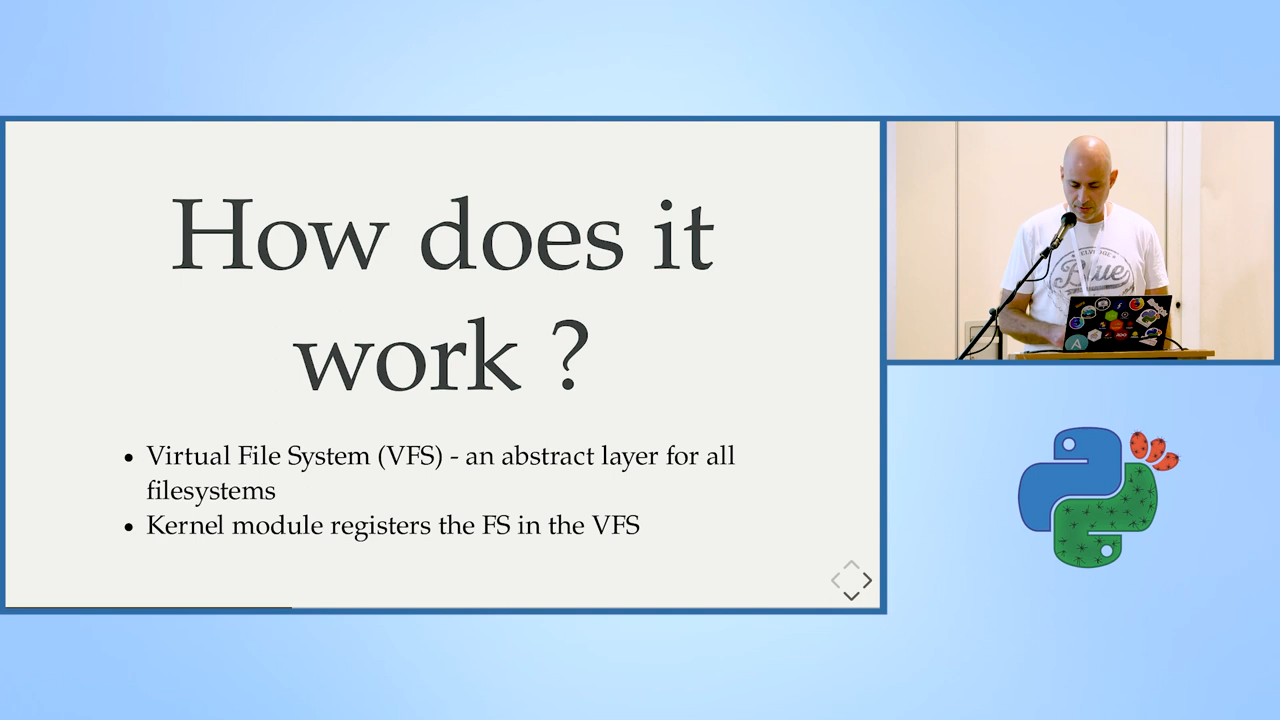 How does it
work ?
Virtual File System (VFS) - an abstract layer for all
filesystems
Kernel module registers the FS in the VFS
Blue
A